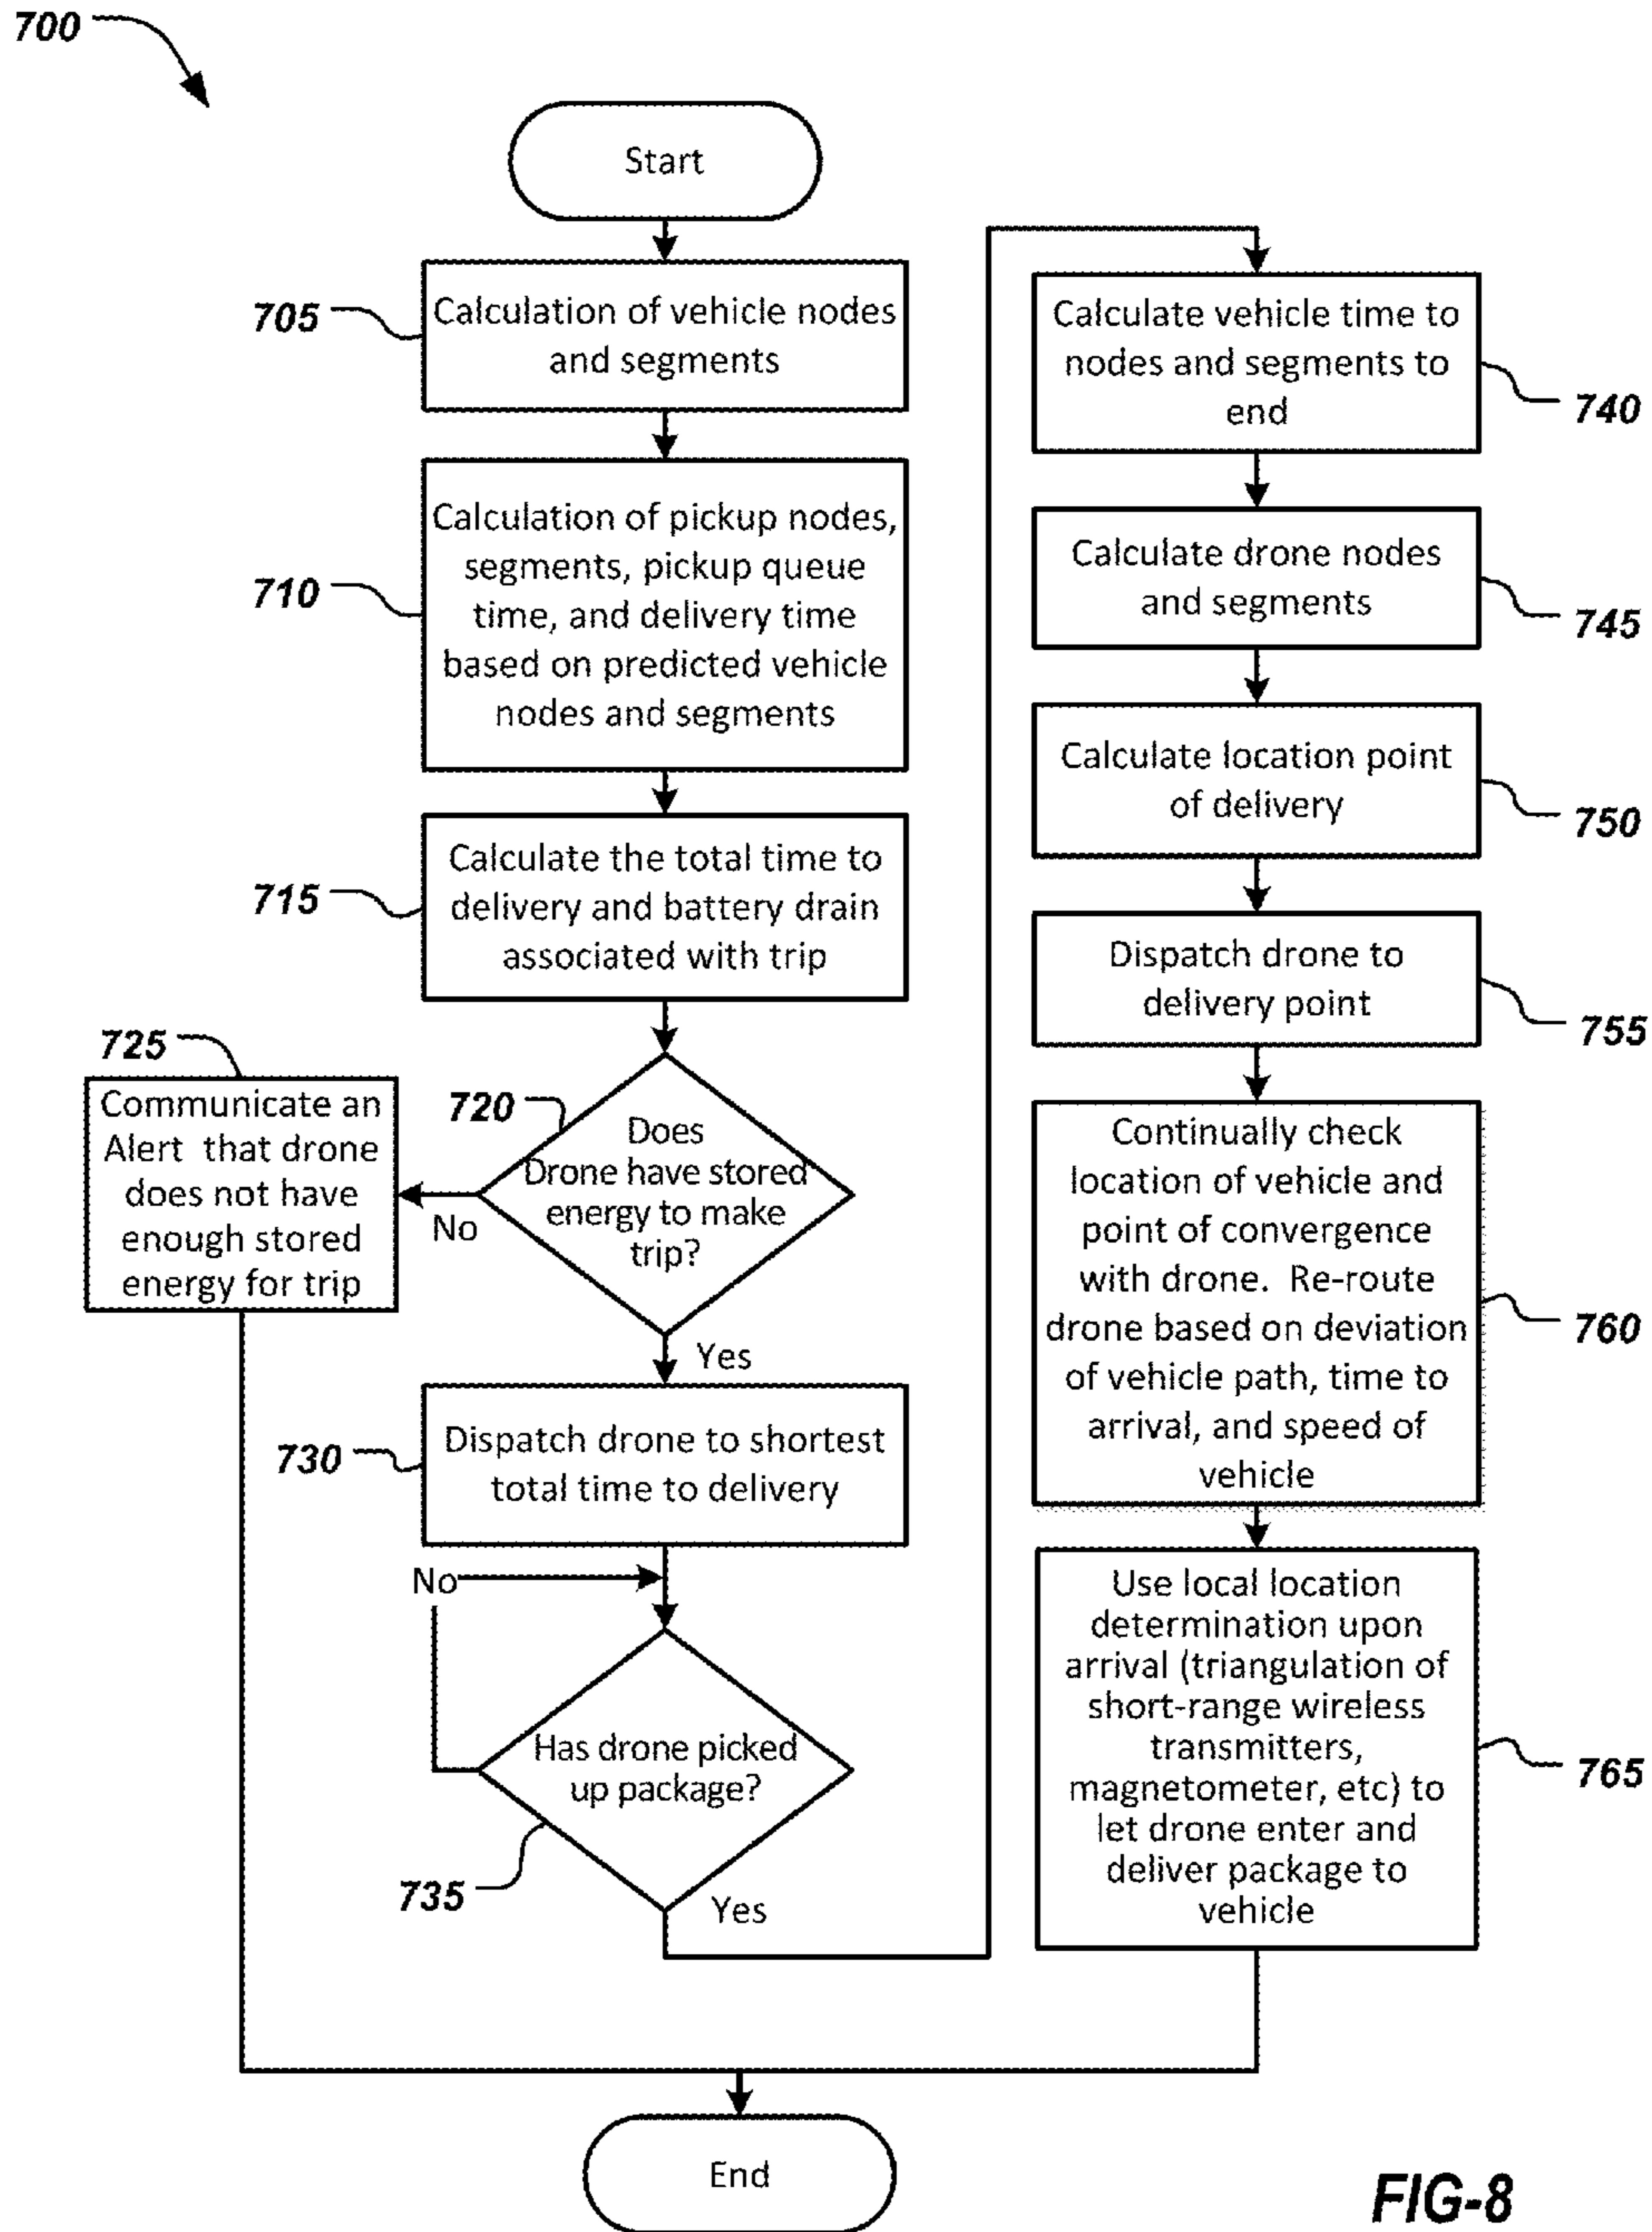 700
Start
705
Calculation of vehicle nodes
and segments
710
Calculation of pickup nodes,
segments, pickup queue
time, and delivery time
based on predicted vehicle
nodes and segments
715
Calculate the total time to
delivery and battery drain
associated with trip
720
Does
Drone have stored
energy to make
trip?
No
725
Communicate an
Alert that drone
does not have
enough stored
energy for trip
Yes
730
Dispatch drone to shortest
total time to delivery
No
Has drone picked
up package?
735
Yes
Calculate vehicle time to
nodes and segments to
end
740
Calculate drone nodes
and segments
745
Calculate location point
of delivery
750
Dispatch drone to
delivery point
755
Continually check
location of vehicle and
point of convergence
with drone. Re-route
drone based on deviation
of vehicle path, time to
arrival, and speed of
vehicle
760
Use local location
determination upon
arrival (triangulation of
short-range wireless
transmitters,
magnetometer, etc) to
let drone enter and
deliver package to
vehicle
765
End
FIG-8